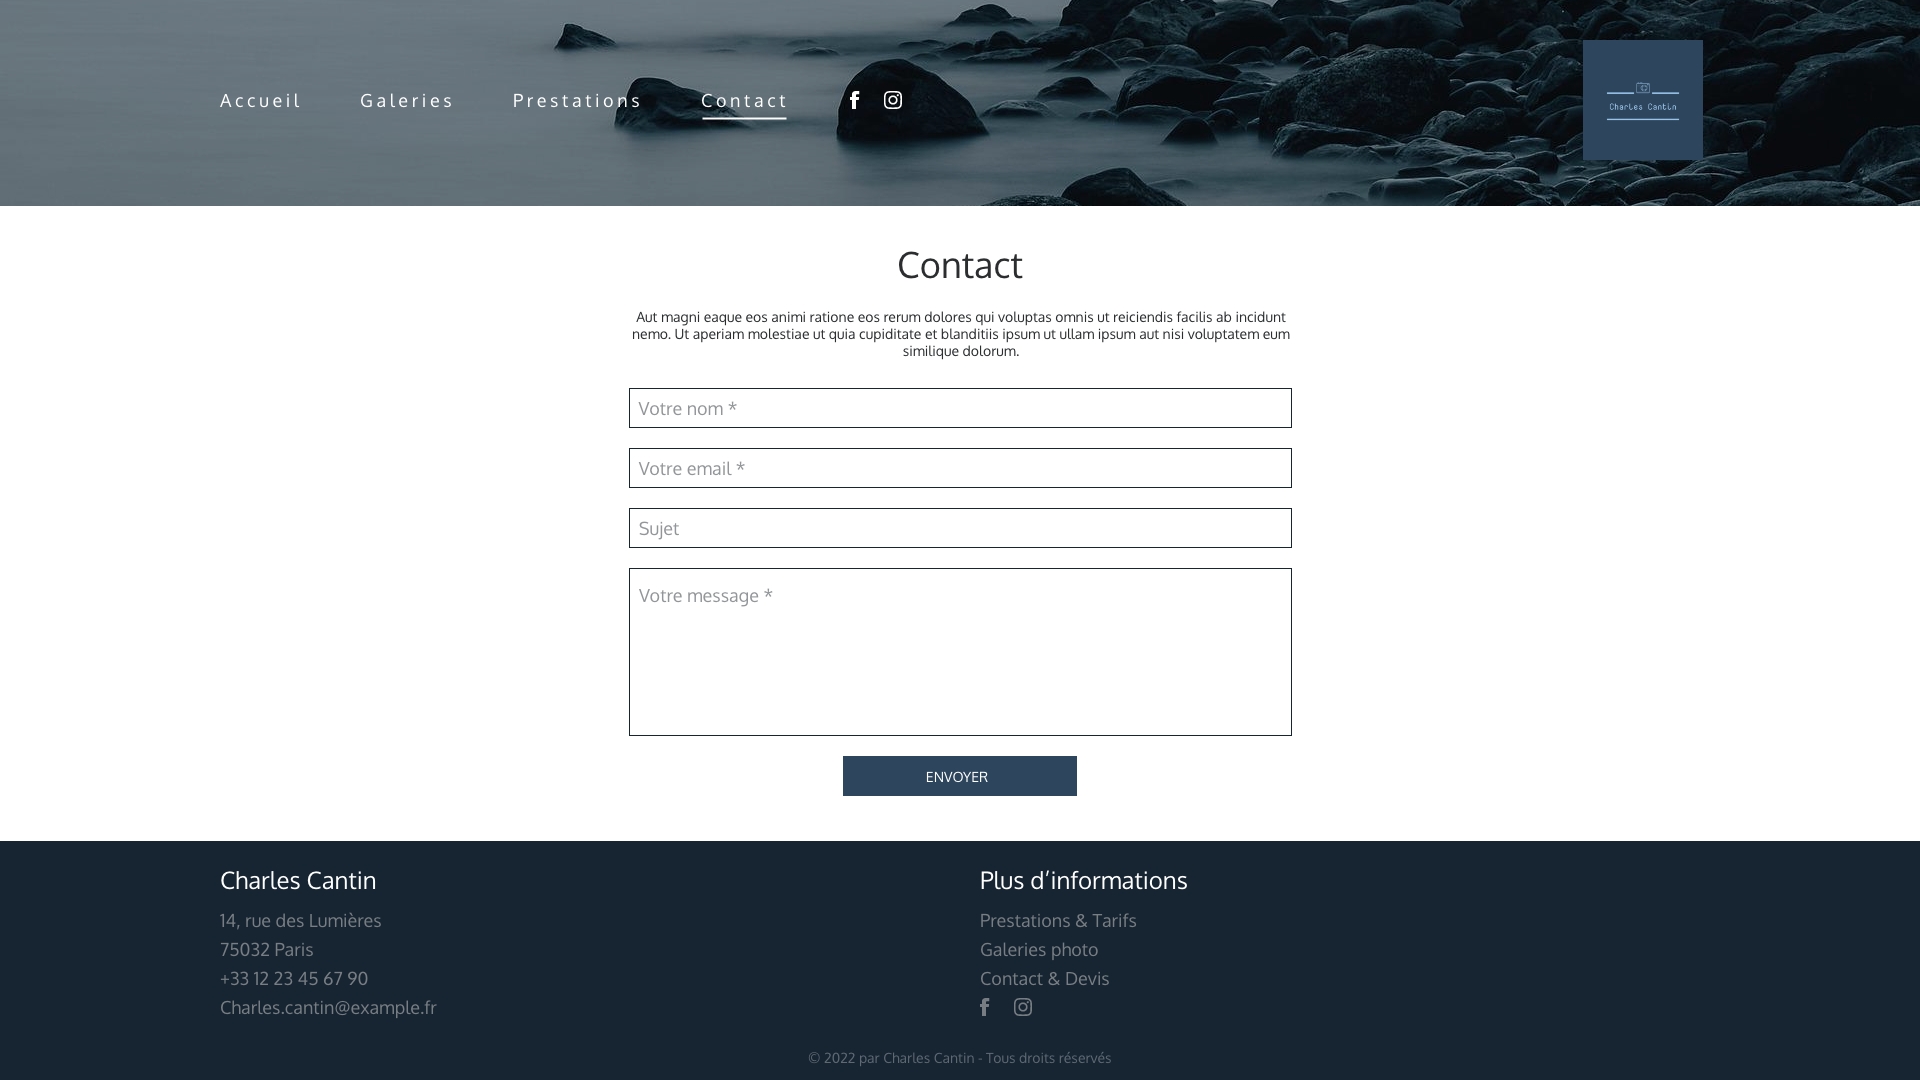 Accueil
Galeries
Prestations
Contact
Charles Cantin
Contact
Aut magni eaque eos animi ratione eos rerum dolores qui voluptas omnis ut reiciendis facilis ab incidunt
nemo. Ut aperiam molestiae ut quia cupiditate et blanditiis ipsum ut ullam ipsum aut nisi voluptatem eum
similique dolorum.
Votre nom *
Votre email *
Sujet
Votre message *
ENVOYER
Charles Cantin
14, rue des Lumières
75032 Paris
+33 12 23 45 67 90
Charles.cantin@example.fr
Plus d’informations
Prestations & Tarifs
Galeries photo
Contact & Devis
© 2022 par Charles Cantin - Tous droits réservés